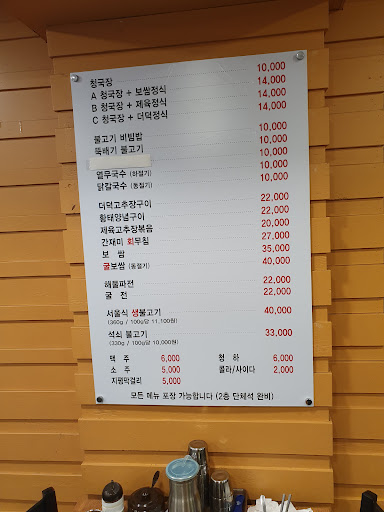 청국장 10,000
A 청국장 + 보쌈정식 14,000
B 청국장 + 제육정식 14,000
C 청국장 + 더덕정식 14,000
불고기 비빔밥 10,000
뚝배기 불고기 10,000
10,000
열무국수 (하절기) 10,000
닭칼국수 (동절기) 10,000
더덕고추장구이 22,000
황태양념구이 22,000
제육고추장볶음 20,000
간재미 회무침 27,000
보 쌈 35,000
굴보쌈 (동절기) 40,000
해물파전 22,000
굴 전 22,000
서울식 생불고기 40,000
(360g / 100g당 11,100원)
석쇠 불고기 33,000
(330g / 100g당 10,000원)
맥 주 6,000 청 하 6,000
소 주 5,000 콜라/사이다 2,000
지평막걸리 5,000
모든 메뉴 포장 가능합니다 (2층 단체석 완비)